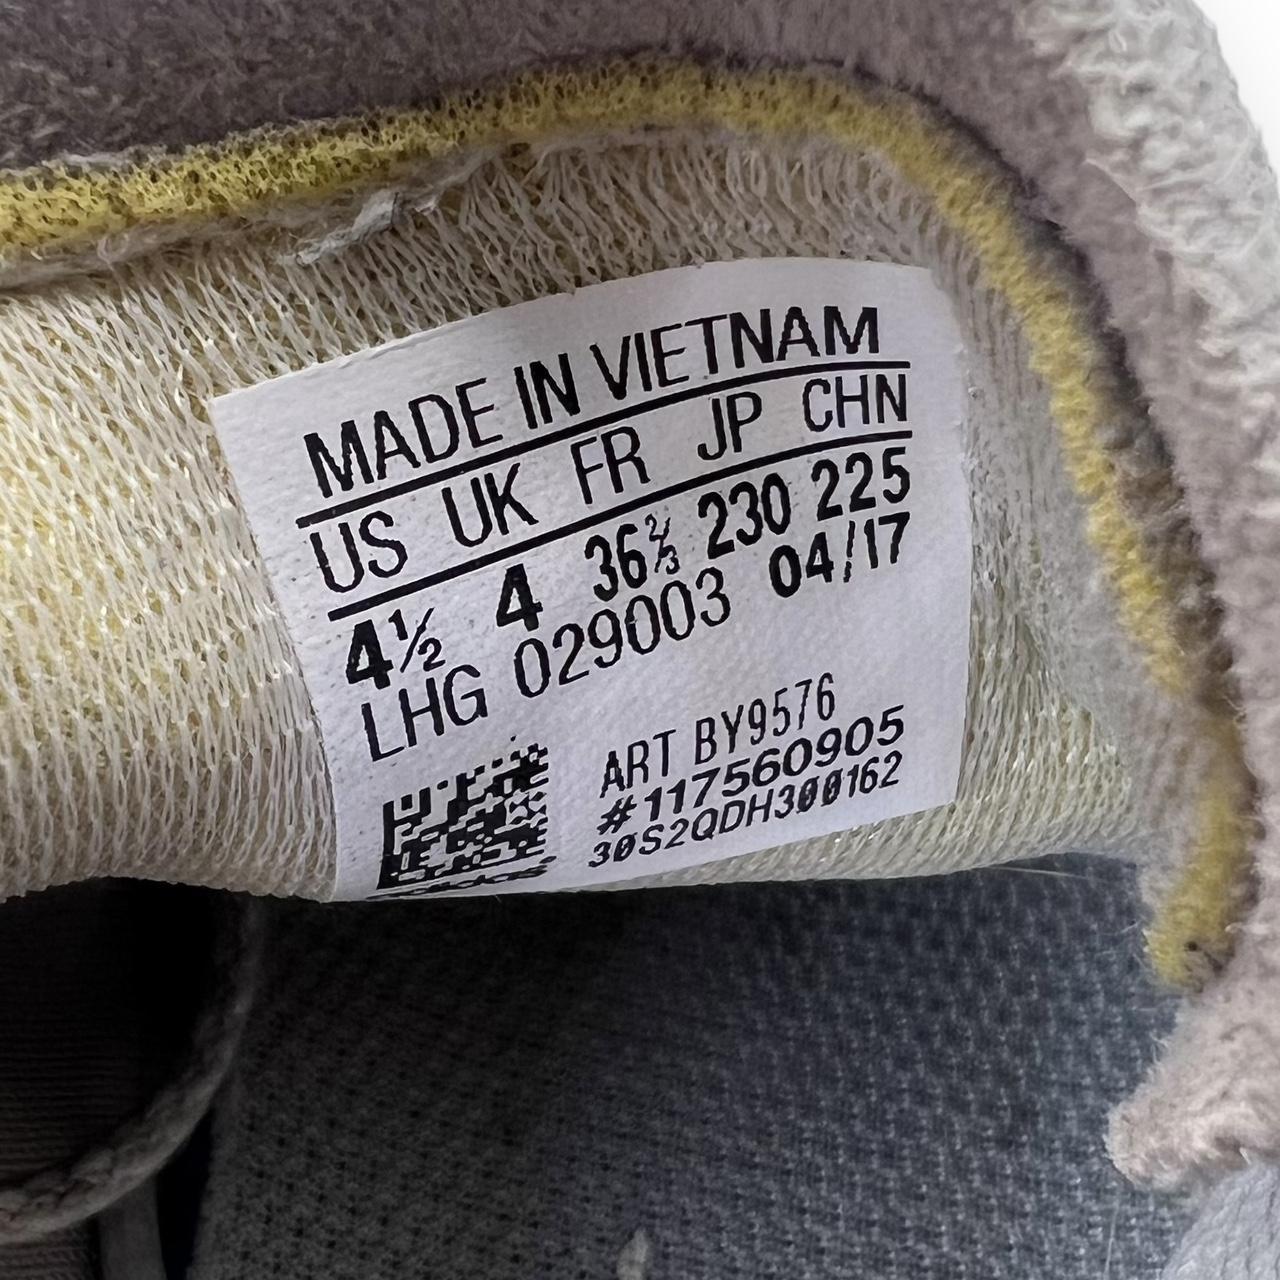 MADE IN VIETNAM
US UK FR JP CHN
4½ 4 36⅔ 230 225
LHG 029003 04/17
ART BY9576
#117560905
30S2QDH300162